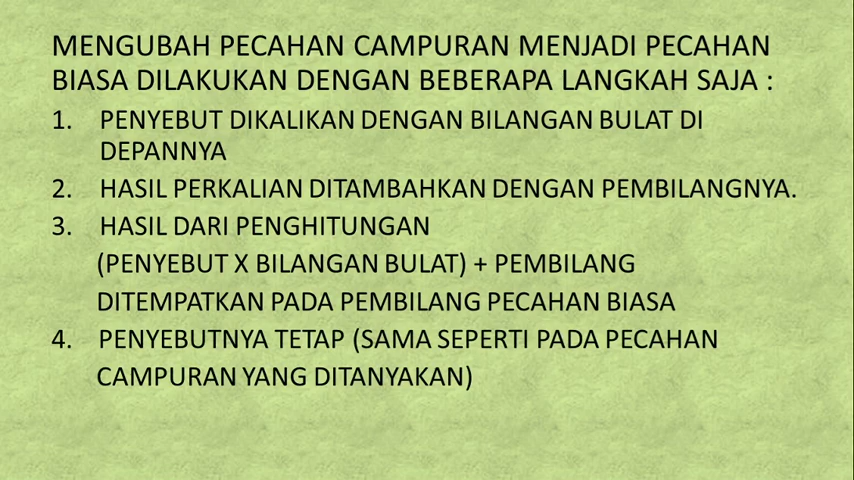 MENGUBAH PECAHAN CAMPURAN MENJADI PECAHAN
BIASA DILAKUKAN DENGAN BEBERAPA LANGKAH SAJA :
1. PENYEBUT DIKALIKAN DENGAN BILANGAN BULAT DI
DEPANNYA
2. HASIL PERKALIAN DITAMBAHKAN DENGAN PEMBILANGNYA.
3. HASIL DARI PENGHITUNGAN
(PENYEBUT X BILANGAN BULAT) + PEMBILANG
DITEMPATKAN PADA PEMBILANG PECAHAN BIASA
4. PENYEBUTNYA TETAP (SAMA SEPERTI PADA PECAHAN
CAMPURAN YANG DITANYAKAN)